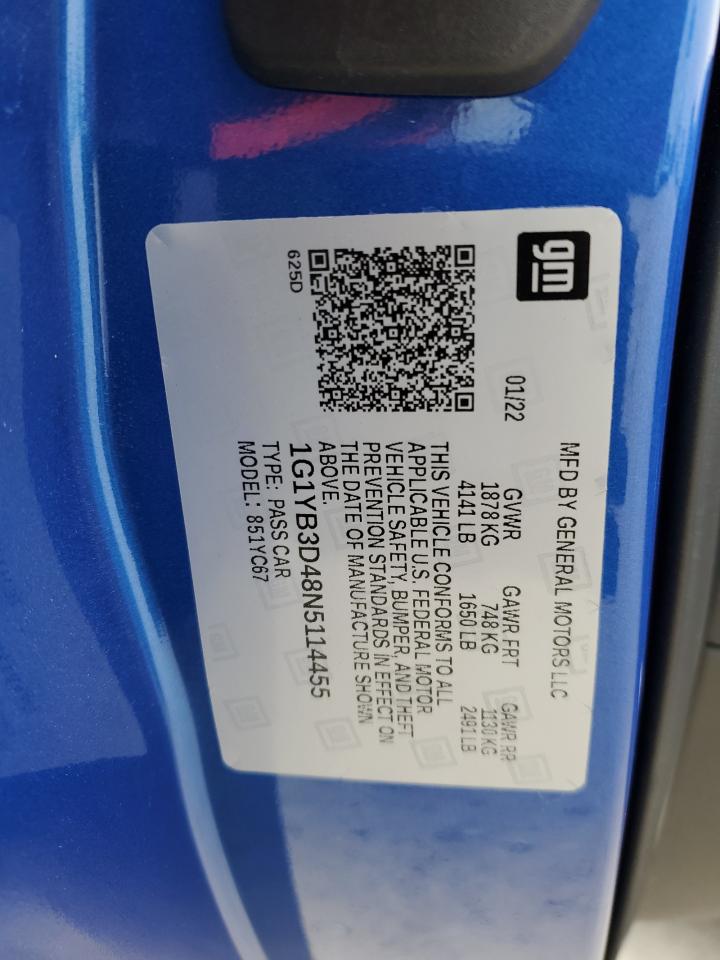 gm
MFD BY GENERAL MOTORS LLC
01/22
GVWR GAWR FRT GAWR RR
1878 KG 748 KG 1130 KG
4141 LB 1650 LB 2491 LB
THIS VEHICLE CONFORMS TO ALL
APPLICABLE U.S. FEDERAL MOTOR
VEHICLE SAFETY, BUMPER, AND THEFT
PREVENTION STANDARDS IN EFFECT ON
THE DATE OF MANUFACTURE SHOWN
ABOVE.
1G1YB3D48N5114455
TYPE: PASS CAR
MODEL: 851YC67
625D